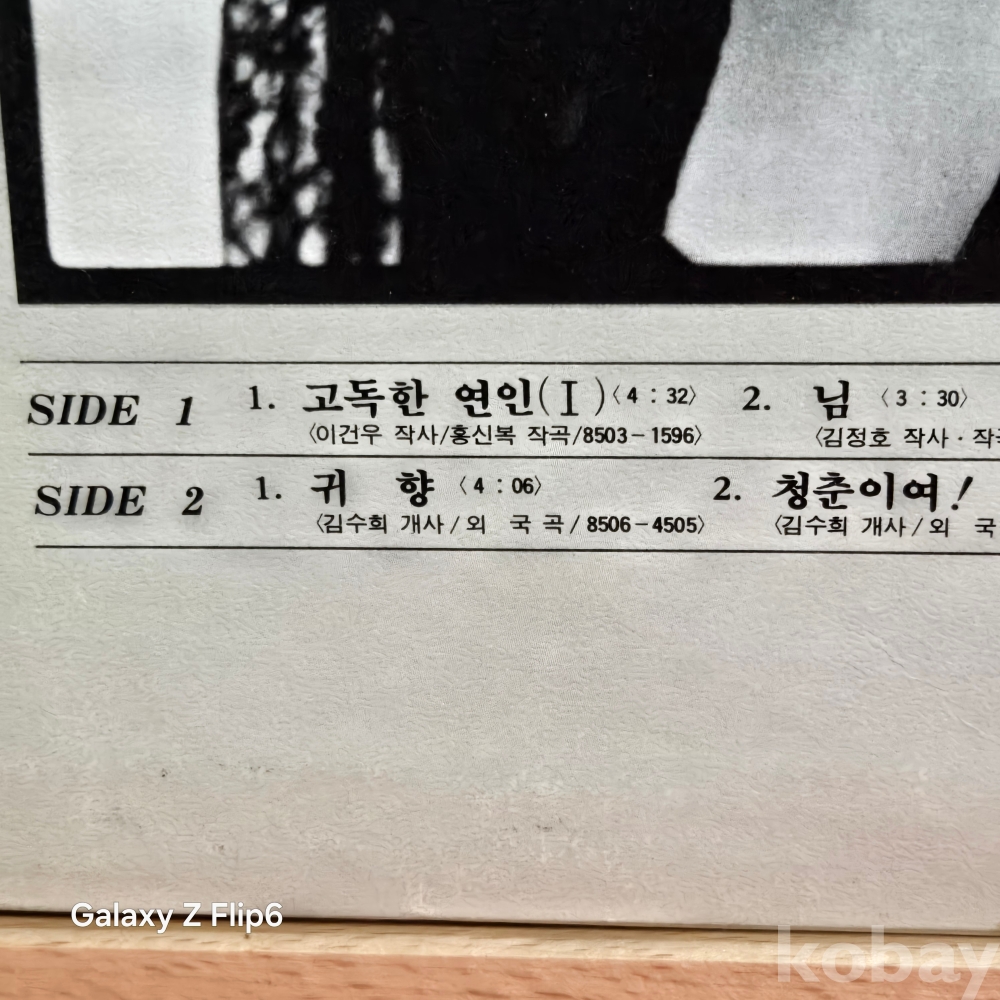 SIDE 1 1. 고독한 연인(Ⅰ)〈4 : 32〉 2. 님 〈3 : 30〉
〈이건우 작사/홍신복 작곡/8503-1596〉 〈김정호 작사 · 작곡
SIDE 2 1. 귀 향 〈4 : 06〉 2. 청춘이여!
〈김수희 개사/외 국 곡/8506-4505〉 〈김수희 개사/외 국
Galaxy Z Flip6
kobay